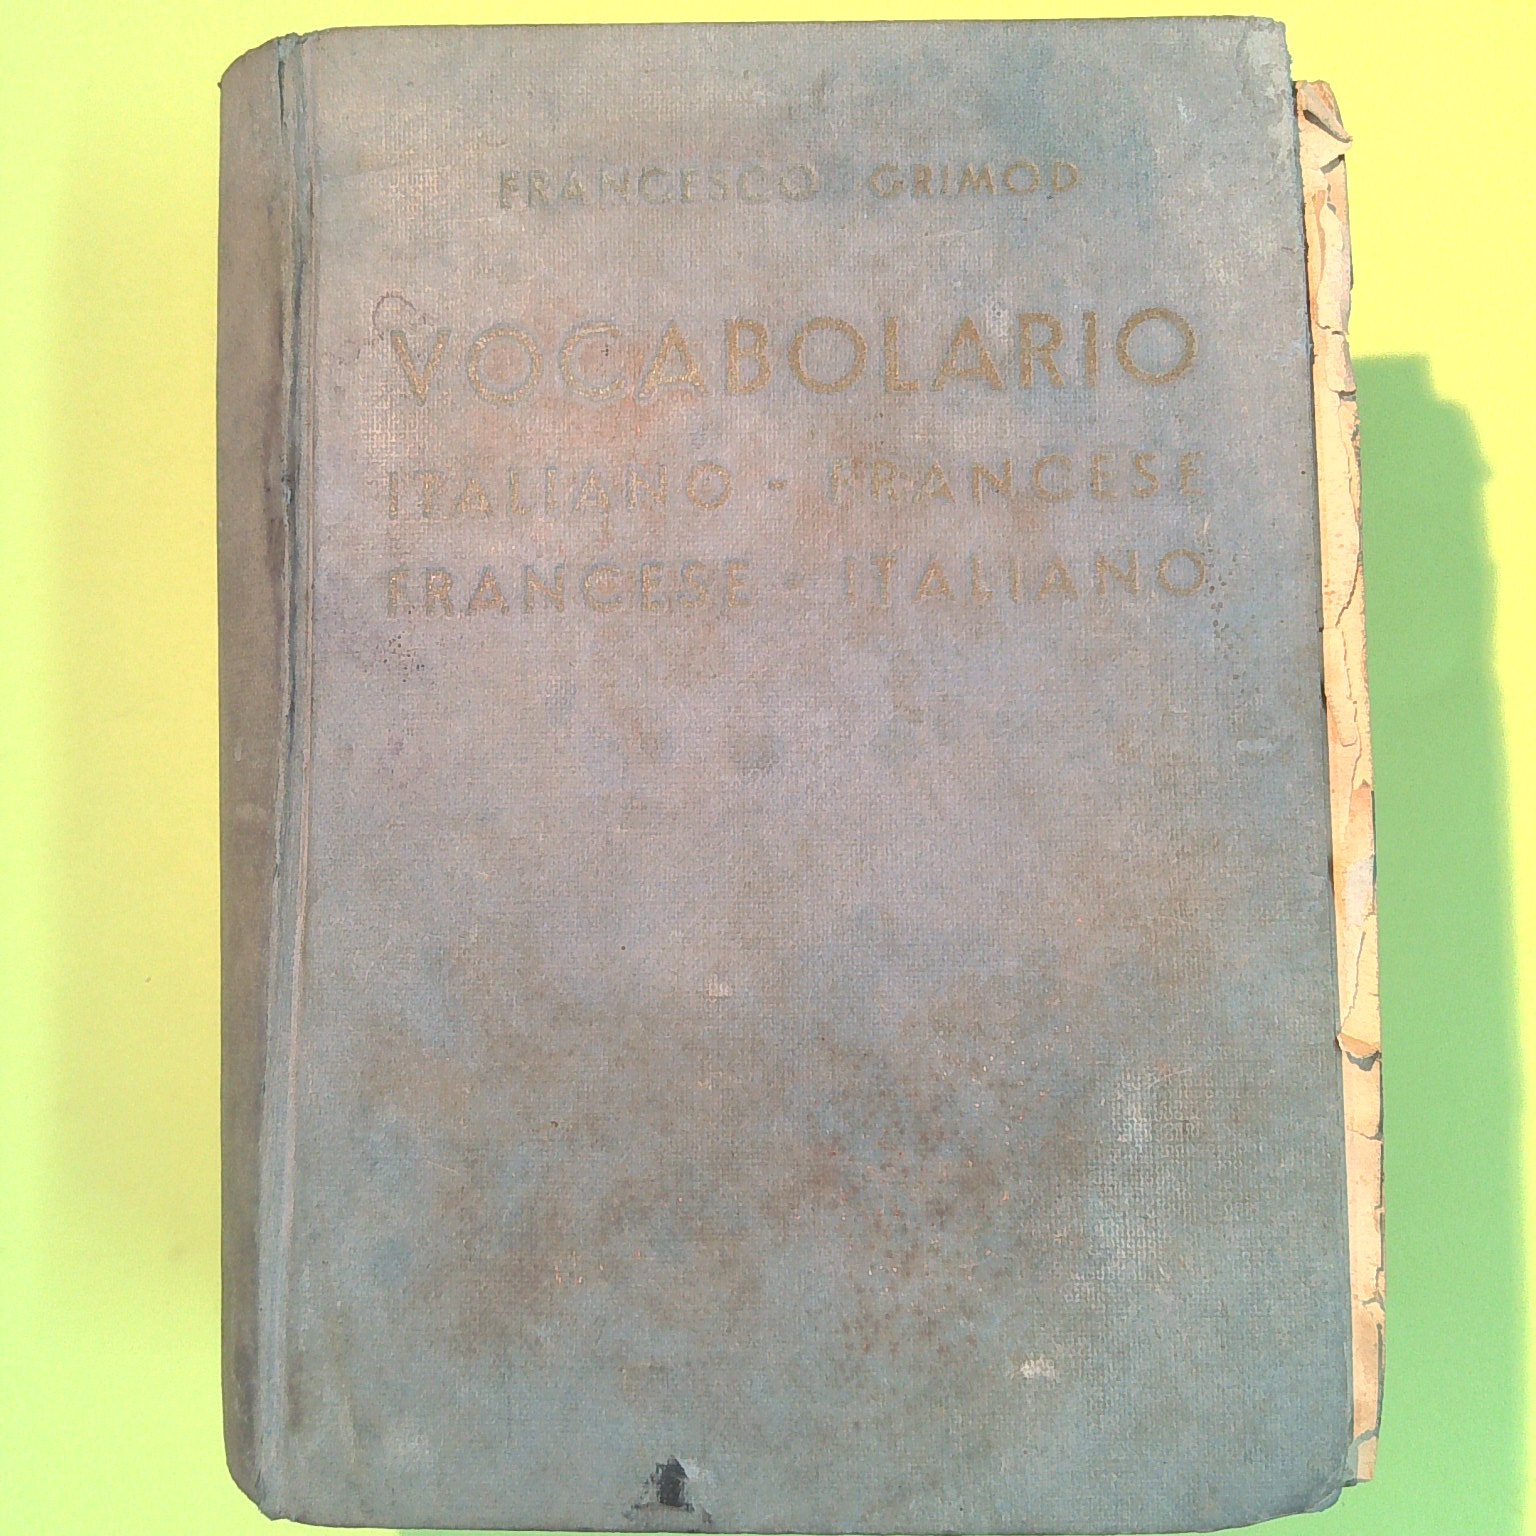 FRANCESCO GRIMOD
VOCABOLARIO
ITALIANO - FRANCESE
FRANCESE - ITALIANO